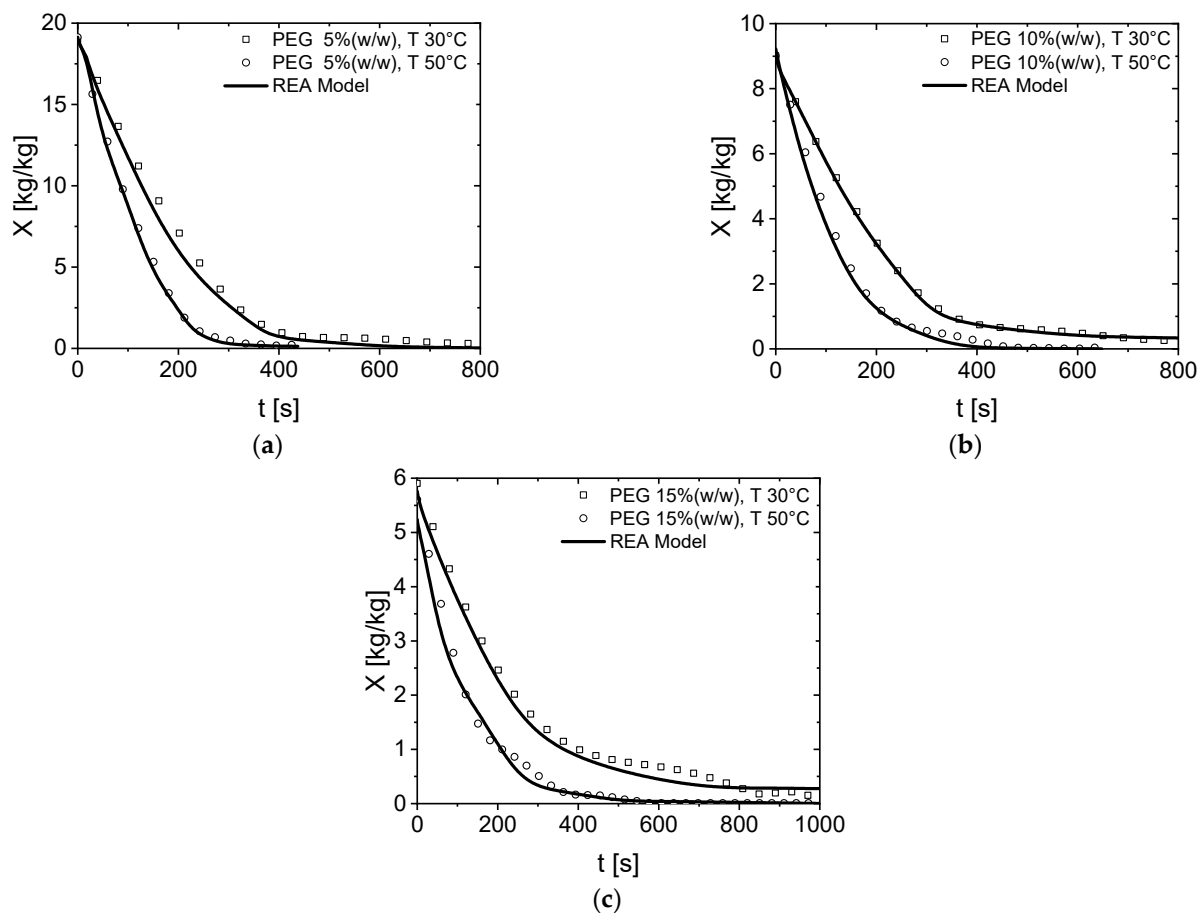 20
15
10
5
0
X [kg/kg]
PEG 5%(w/w), T 30°C
PEG 5%(w/w), T 50°C
REA Model
0 200 400 600 800
t [s]
(a)
10
8
6
4
2
0
X [kg/kg]
PEG 10%(w/w), T 30°C
PEG 10%(w/w), T 50°C
REA Model
0 200 400 600 800
t [s]
(b)
6
5
4
3
2
1
0
X [kg/kg]
PEG 15%(w/w), T 30°C
PEG 15%(w/w), T 50°C
REA Model
0 200 400 600 800 1000
t [s]
(c)